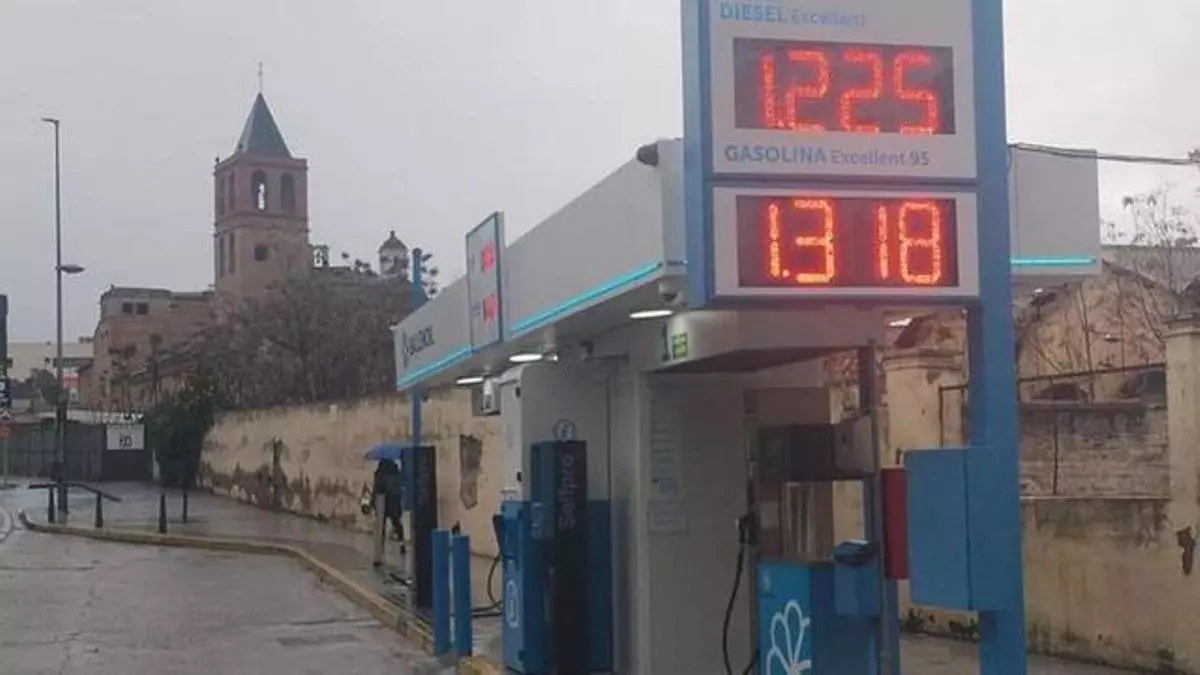 DIESEL Excellent
1.225
GASOLINA Excellent 95
1.318
Selfpro